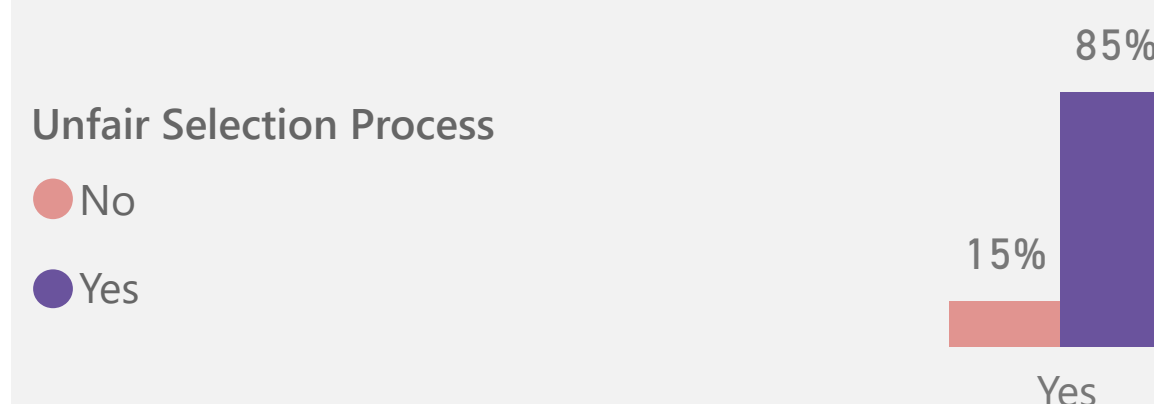 85%
Unfair Selection Process
No
15%
Yes
Yes